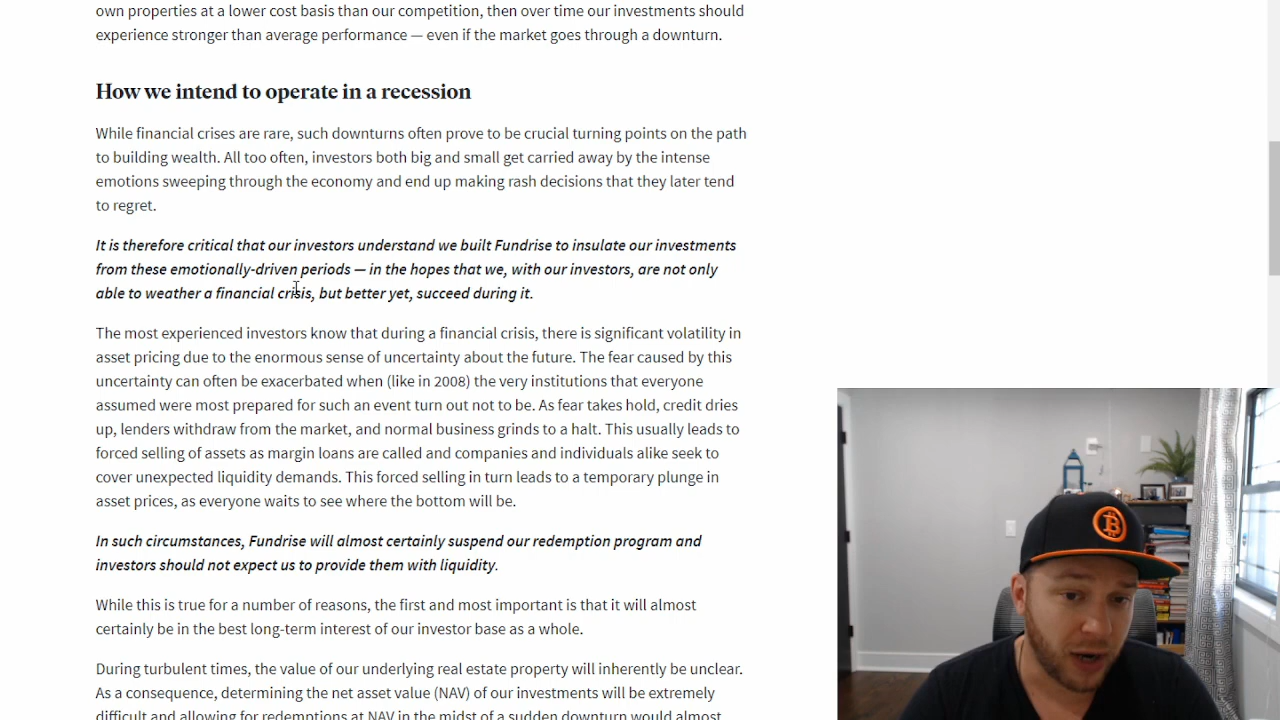 own properties at a lower cost basis than our competition, then over time our investments should
experience stronger than average performance — even if the market goes through a downturn.
How we intend to operate in a recession
While financial crises are rare, such downturns often prove to be crucial turning points on the path
to building wealth. All too often, investors both big and small get carried away by the intense
emotions sweeping through the economy and end up making rash decisions that they later tend
to regret.
It is therefore critical that our investors understand we built Fundrise to insulate our investments
from these emotionally-driven periods — in the hopes that we, with our investors, are not only
able to weather a financial crisis, but better yet, succeed during it.
The most experienced investors know that during a financial crisis, there is significant volatility in
asset pricing due to the enormous sense of uncertainty about the future. The fear caused by this
uncertainty can often be exacerbated when (like in 2008) the very institutions that everyone
assumed were most prepared for such an event turn out not to be. As fear takes hold, credit dries
up, lenders withdraw from the market, and normal business grinds to a halt. This usually leads to
forced selling of assets as margin loans are called and companies and individuals alike seek to
cover unexpected liquidity demands. This forced selling in turn leads to a temporary plunge in
asset prices, as everyone waits to see where the bottom will be.
In such circumstances, Fundrise will almost certainly suspend our redemption program and
investors should not expect us to provide them with liquidity.
While this is true for a number of reasons, the first and most important is that it will almost
certainly be in the best long-term interest of our investor base as a whole.
During turbulent times, the value of our underlying real estate property will inherently be unclear.
As a consequence, determining the net asset value (NAV) of our investments will be extremely
difficult and allowing for redemptions at NAV in the midst of a sudden downturn would almost